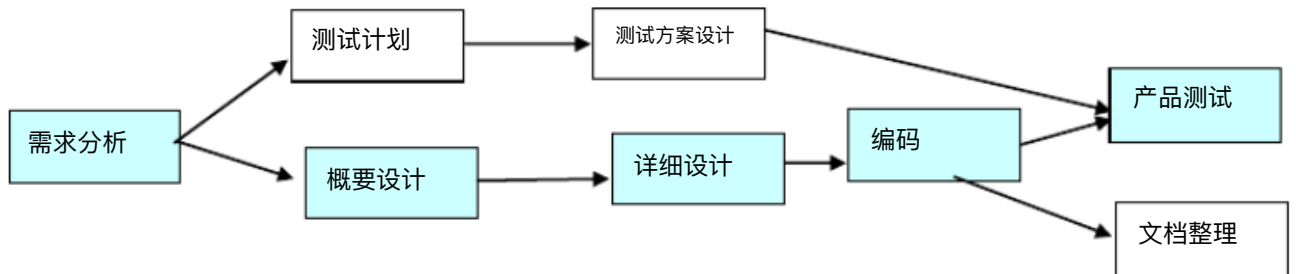 测试计划
测试方案设计
产品测试
需求分析
编码
详细设计
概要设计
文档整理